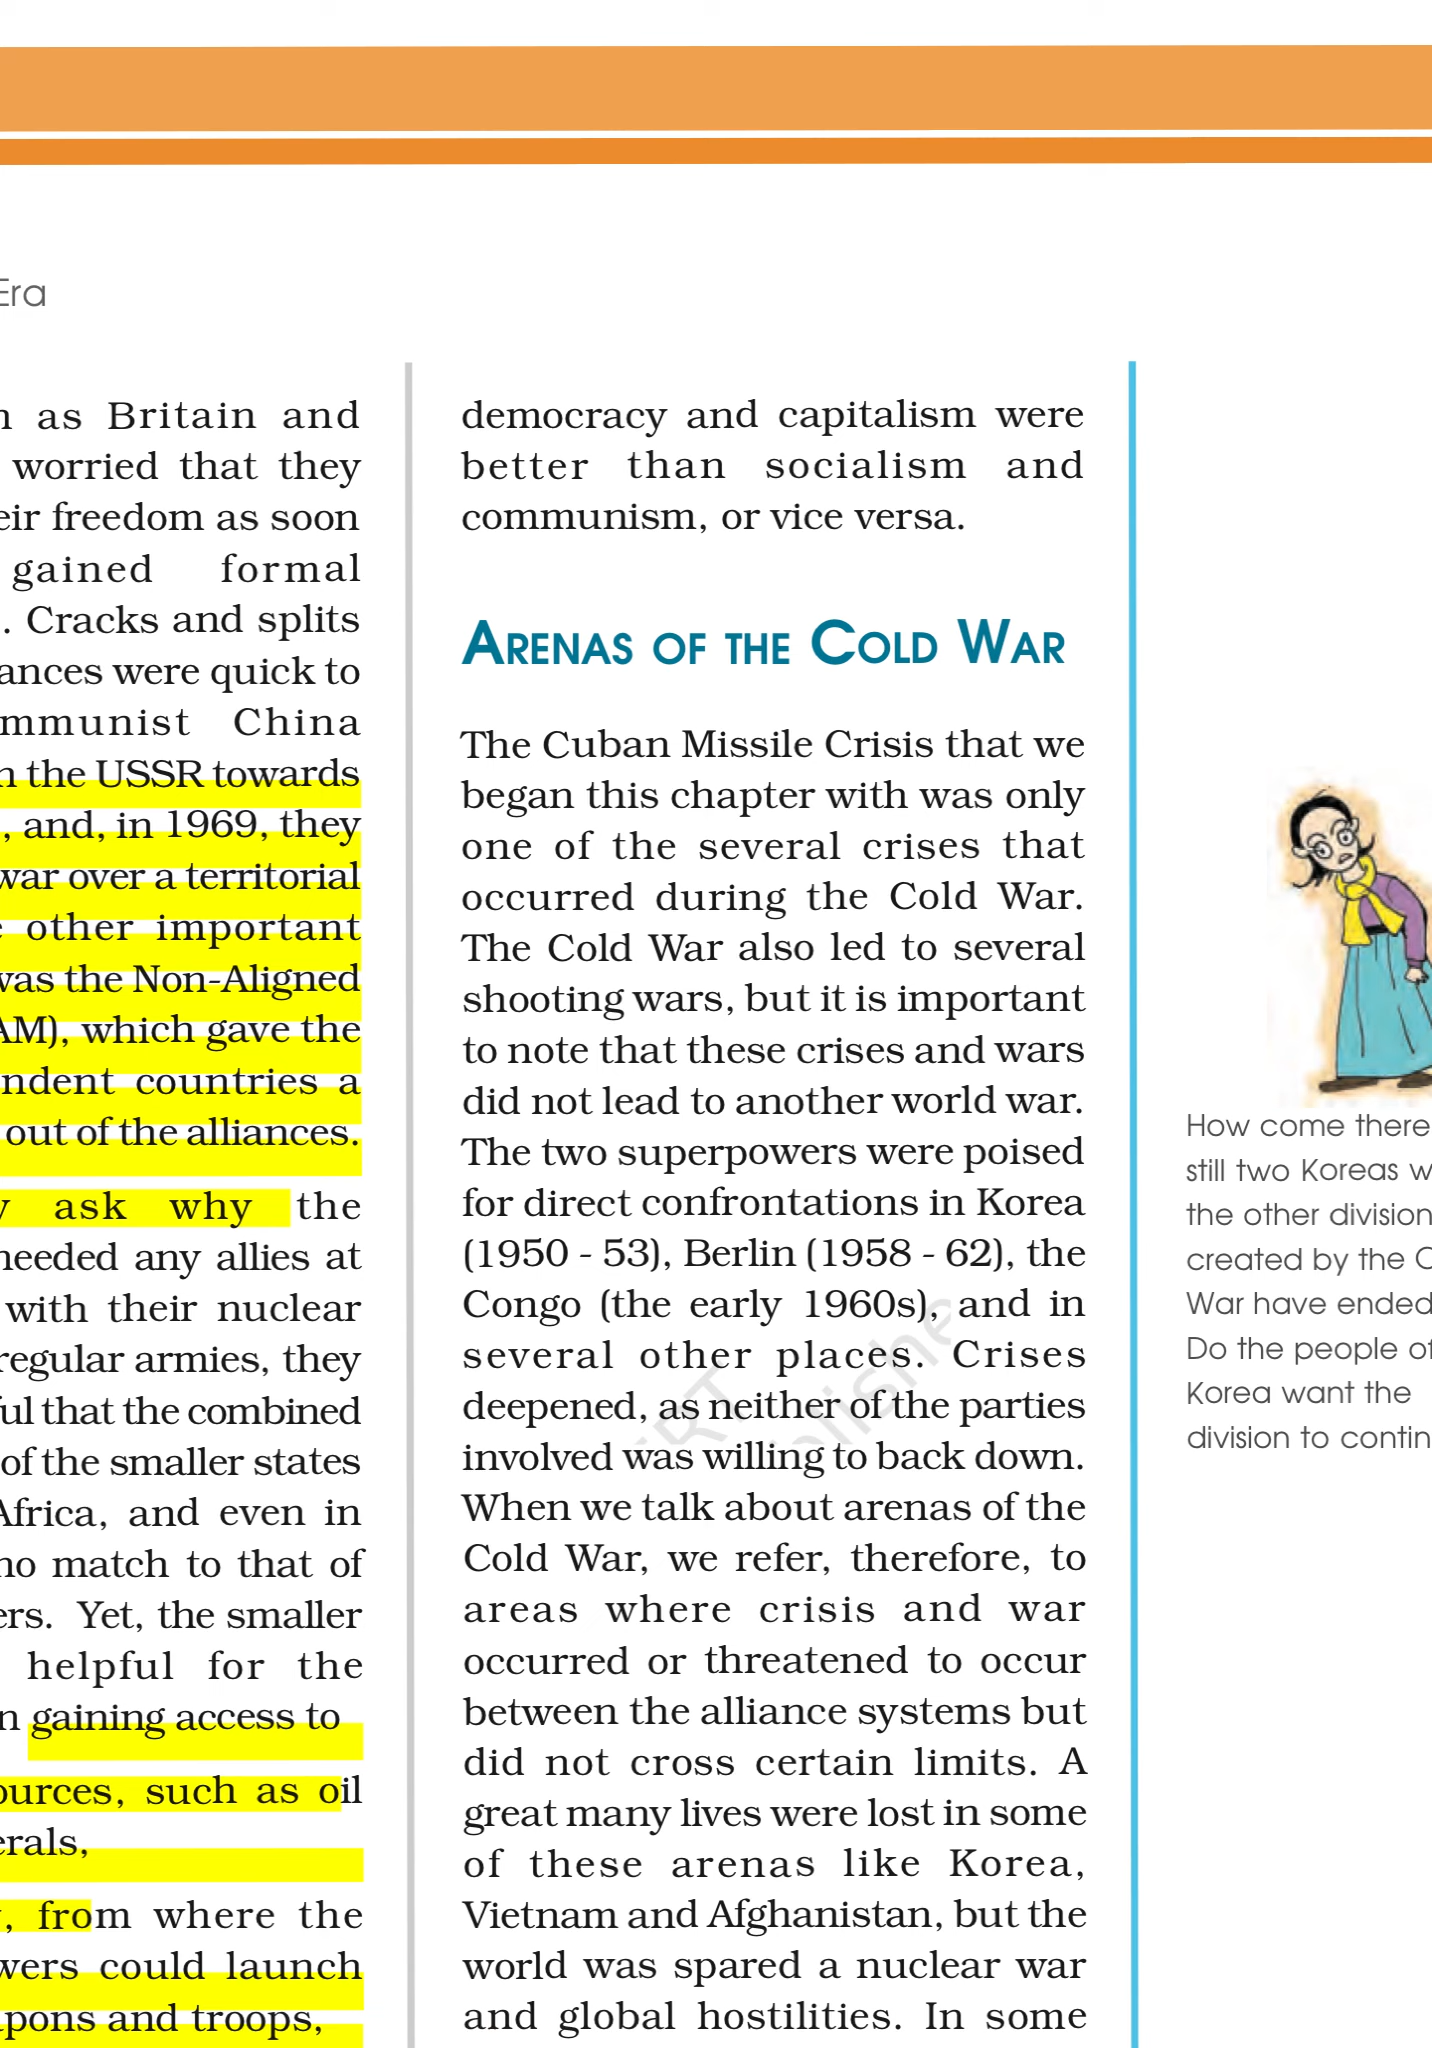 Era
as Britain and
worried that they
freedom as soon
gained formal
. Cracks and splits
were quick to
China
the USSR towards
, and, in 1969, they
war over a territorial
other important
was the Non-Aligned
which gave the
countries a
out of the alliances.
ask why the
needed any allies at
with their nuclear
regular armies, they
that the combined
of the smaller states
Africa, and even in
no match to that of
Yet, the smaller
helpful for the
gaining access to
such as oil
from where the
could launch
and troops,
democracy and capitalism were
better than socialism and
communism, or vice versa.
ARENAS OF THE COLD WAR
The Cuban Missile Crisis that we
began this chapter with was only
one of the several crises that
occurred during the Cold War.
The Cold War also led to several
shooting wars, but it is important
to note that these crises and wars
did not lead to another world war.
The two superpowers were poised
for direct confrontations in Korea
(1950 - 53), Berlin (1958 - 62), the
Congo (the early 1960s), and in
several other places. Crises
deepened, as neither of the parties
involved was willing to back down.
When we talk about arenas of the
Cold War, we refer, therefore, to
areas where crisis and war
occurred or threatened to occur
between the alliance systems but
did not cross certain limits. A
great many lives were lost in some
of these arenas like Korea,
Vietnam and Afghanistan, but the
world was spared a nuclear war
and global hostilities. In some
How come there
still two Koreas
the other division
created by the
War have ended
Do the people of
Korea want the
division to